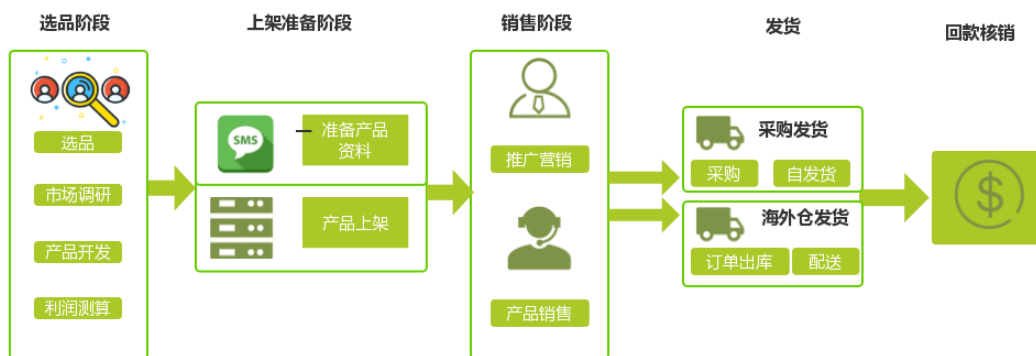 选品阶段
选品
市场调研
产品开发
利润测算
上架准备阶段
SMS
准备产品
资料
产品上架
销售阶段
推广营销
产品销售
发货
采购发货
采购
自发货
海外仓发货
订单出库
配送
回款核销
$